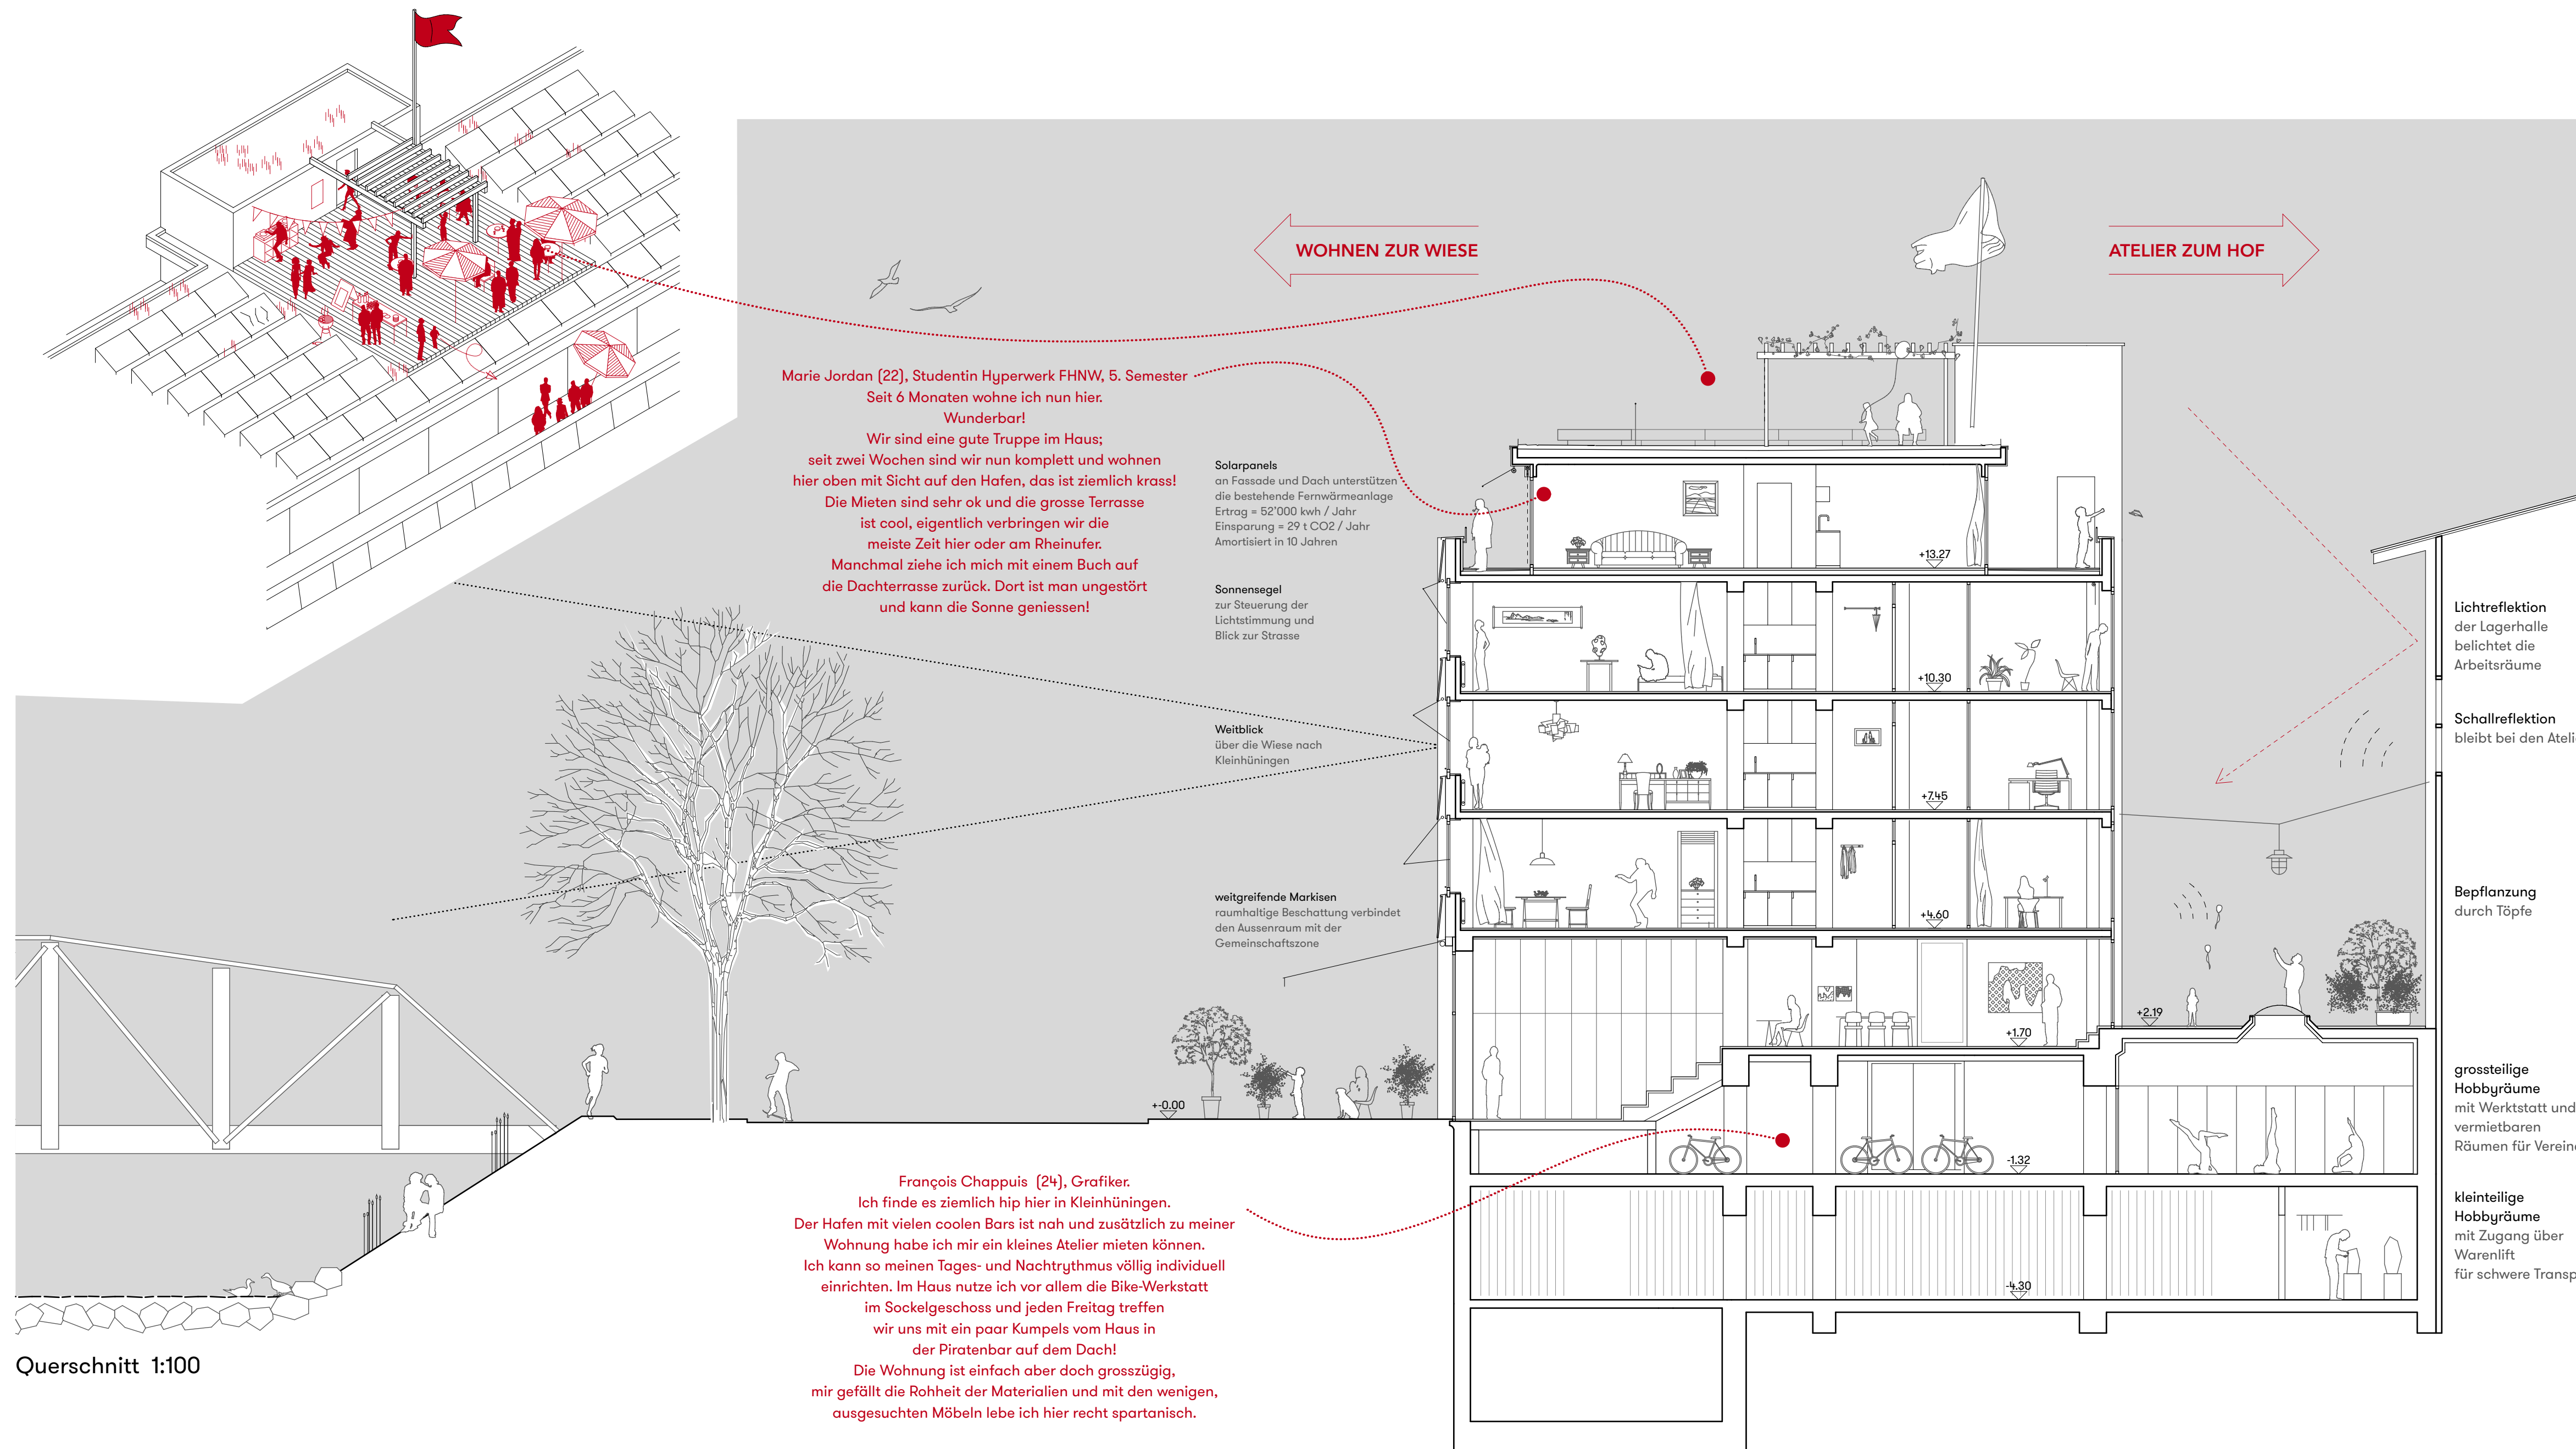 WOHNEN ZUR WIESE
ATELIER ZUM HOF
Marie Jordan (22), Studentin Hyperwerk FHNW, 5. Semester
Seit 6 Monaten wohne ich nun hier.
Wunderbar!
Wir sind eine gute Truppe im Haus;
seit zwei Wochen sind wir nun komplett und wohnen
hier oben mit Sicht auf den Hafen, das ist ziemlich krass!
Die Mieten sind sehr ok und die grosse Terrasse
ist cool, eigentlich verbringen wir die
meiste Zeit hier oder am Rheinufer.
Manchmal ziehe ich mich mit einem Buch auf
die Dachterrasse zurück. Dort ist man ungestört
und kann die Sonne geniessen!
Solarpanels
an Fassade und Dach unterstützen
die bestehende Fernwärmeanlage
Ertrag = 52'000 kwh / Jahr
Einsparung = 29 t CO2 / Jahr
Amortisiert in 10 Jahren
Sonnensegel
zur Steuerung der
Lichtstimmung und
Blick zur Strasse
Weitblick
über die Wiese nach
Kleinhüningen
weitgreifende Markisen
raumhaltige Beschattung verbindet
den Aussenraum mit der
Gemeinschaftszone
+13.27
+10.30
+7.45
+4.60
+1.70
+2.19
+-0.00
-1.32
-4.30
Lichtreflektion
der Lagerhalle
belichtet die
Arbeitsräume
Schallreflektion
bleibt bei den Ateli
Bepflanzung
durch Töpfe
grossteilige
Hobbyräume
mit Werktstatt und
vermietbaren
Räumen für Verein
kleinteilige
Hobbyräume
mit Zugang über
Warenlift
für schwere Transp
François Chappuis (24), Grafiker.
Ich finde es ziemlich hip hier in Kleinhüningen.
Der Hafen mit vielen coolen Bars ist nah und zusätzlich zu meiner
Wohnung habe ich mir ein kleines Atelier mieten können.
Ich kann so meinen Tages- und Nachtrythmus völlig individuell
einrichten. Im Haus nutze ich vor allem die Bike-Werkstatt
im Sockelgeschoss und jeden Freitag treffen
wir uns mit ein paar Kumpels vom Haus in
der Piratenbar auf dem Dach!
Die Wohnung ist einfach aber doch grosszügig,
mir gefällt die Rohheit der Materialien und mit den wenigen,
ausgesuchten Möbeln lebe ich hier recht spartanisch.
Querschnitt 1:100